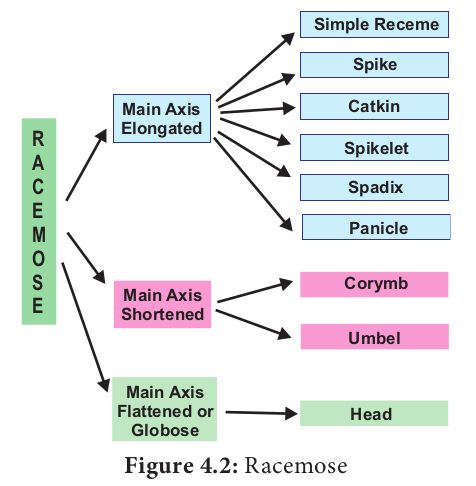 RACEMOSE
Main Axis
Elongated
Simple Receme
Spike
Catkin
Spikelet
Spadix
Panicle
Main Axis
Shortened
Corymb
Umbel
Main Axis
Flattened or
Globose
Head
Figure 4.2: Racemose